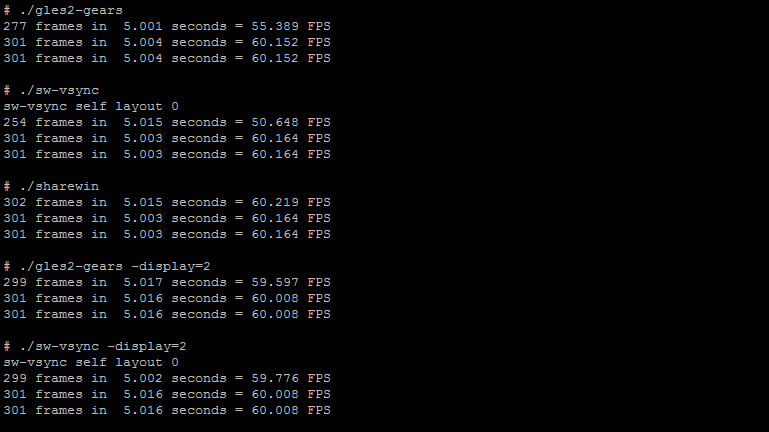 # ./gles2-gears
277 frames in  5.001 seconds = 55.389 FPS
301 frames in  5.004 seconds = 60.152 FPS
301 frames in  5.004 seconds = 60.152 FPS
# ./sw-vsync
sw-vsync self layout 0
254 frames in  5.015 seconds = 50.648 FPS
301 frames in  5.003 seconds = 60.164 FPS
301 frames in  5.003 seconds = 60.164 FPS
# ./sharewin
302 frames in  5.015 seconds = 60.219 FPS
301 frames in  5.003 seconds = 60.164 FPS
301 frames in  5.003 seconds = 60.164 FPS
# ./gles2-gears -display=2
299 frames in  5.017 seconds = 59.597 FPS
301 frames in  5.016 seconds = 60.008 FPS
301 frames in  5.016 seconds = 60.008 FPS
# ./sw-vsync -display=2
sw-vsync self layout 0
299 frames in  5.002 seconds = 59.776 FPS
301 frames in  5.016 seconds = 60.008 FPS
301 frames in  5.016 seconds = 60.008 FPS